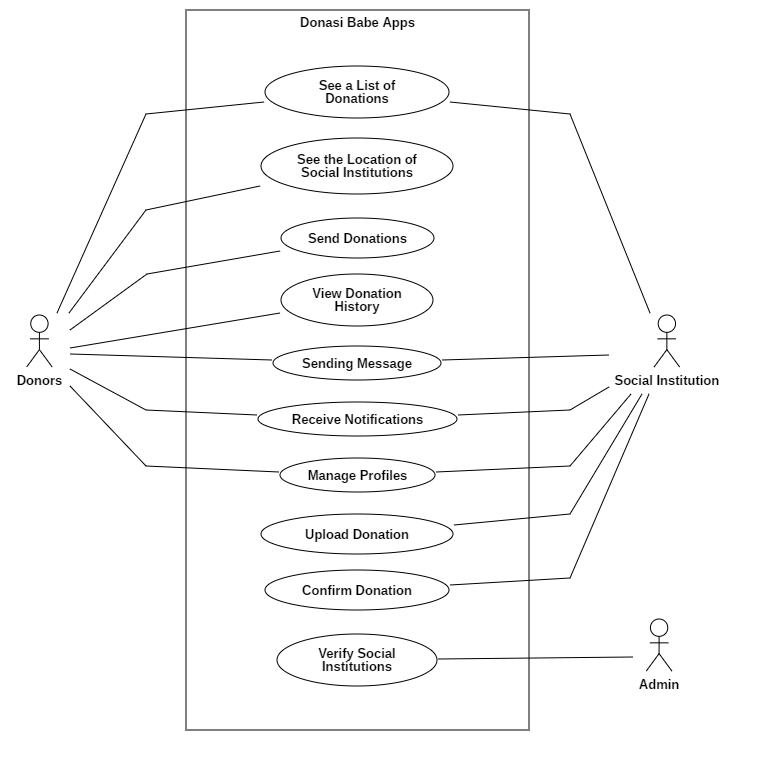 Donasi Babe Apps
See a List of
Donations
See the Location of
Social Institutions
Send Donations
View Donation
History
Sending Message
Donors
Social Institution
Receive Notifications
Manage Profiles
Upload Donation
Confirm Donation
Verify Social
Institutions
Admin